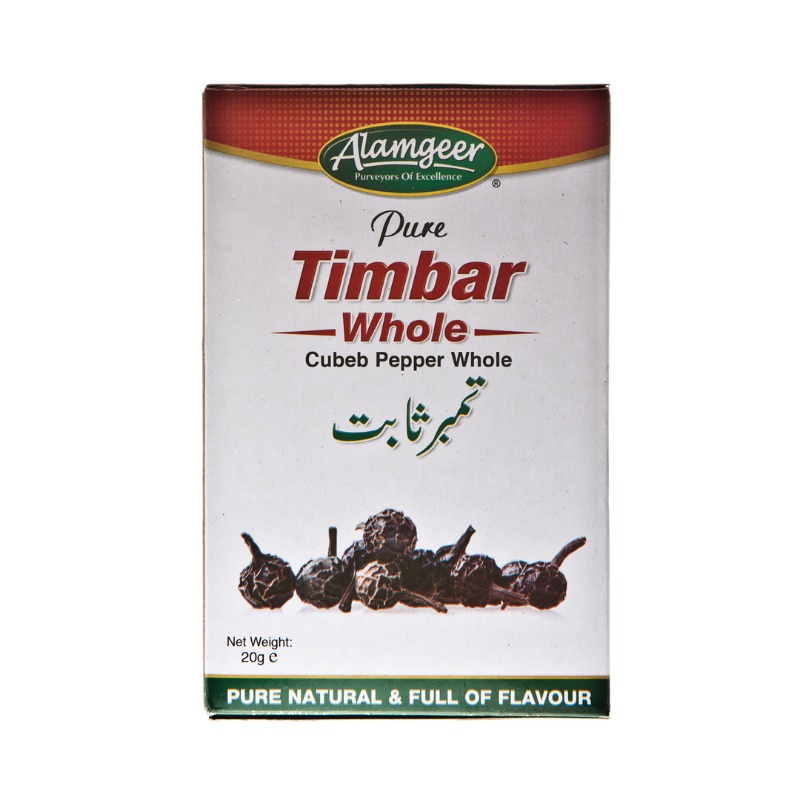 Alamgeer
Purveyors Of Excellence
®
Pure
Timbar
Whole
Cubeb Pepper Whole
تمبر ثابت
Net Weight:
20g e
PURE NATURAL & FULL OF FLAVOUR